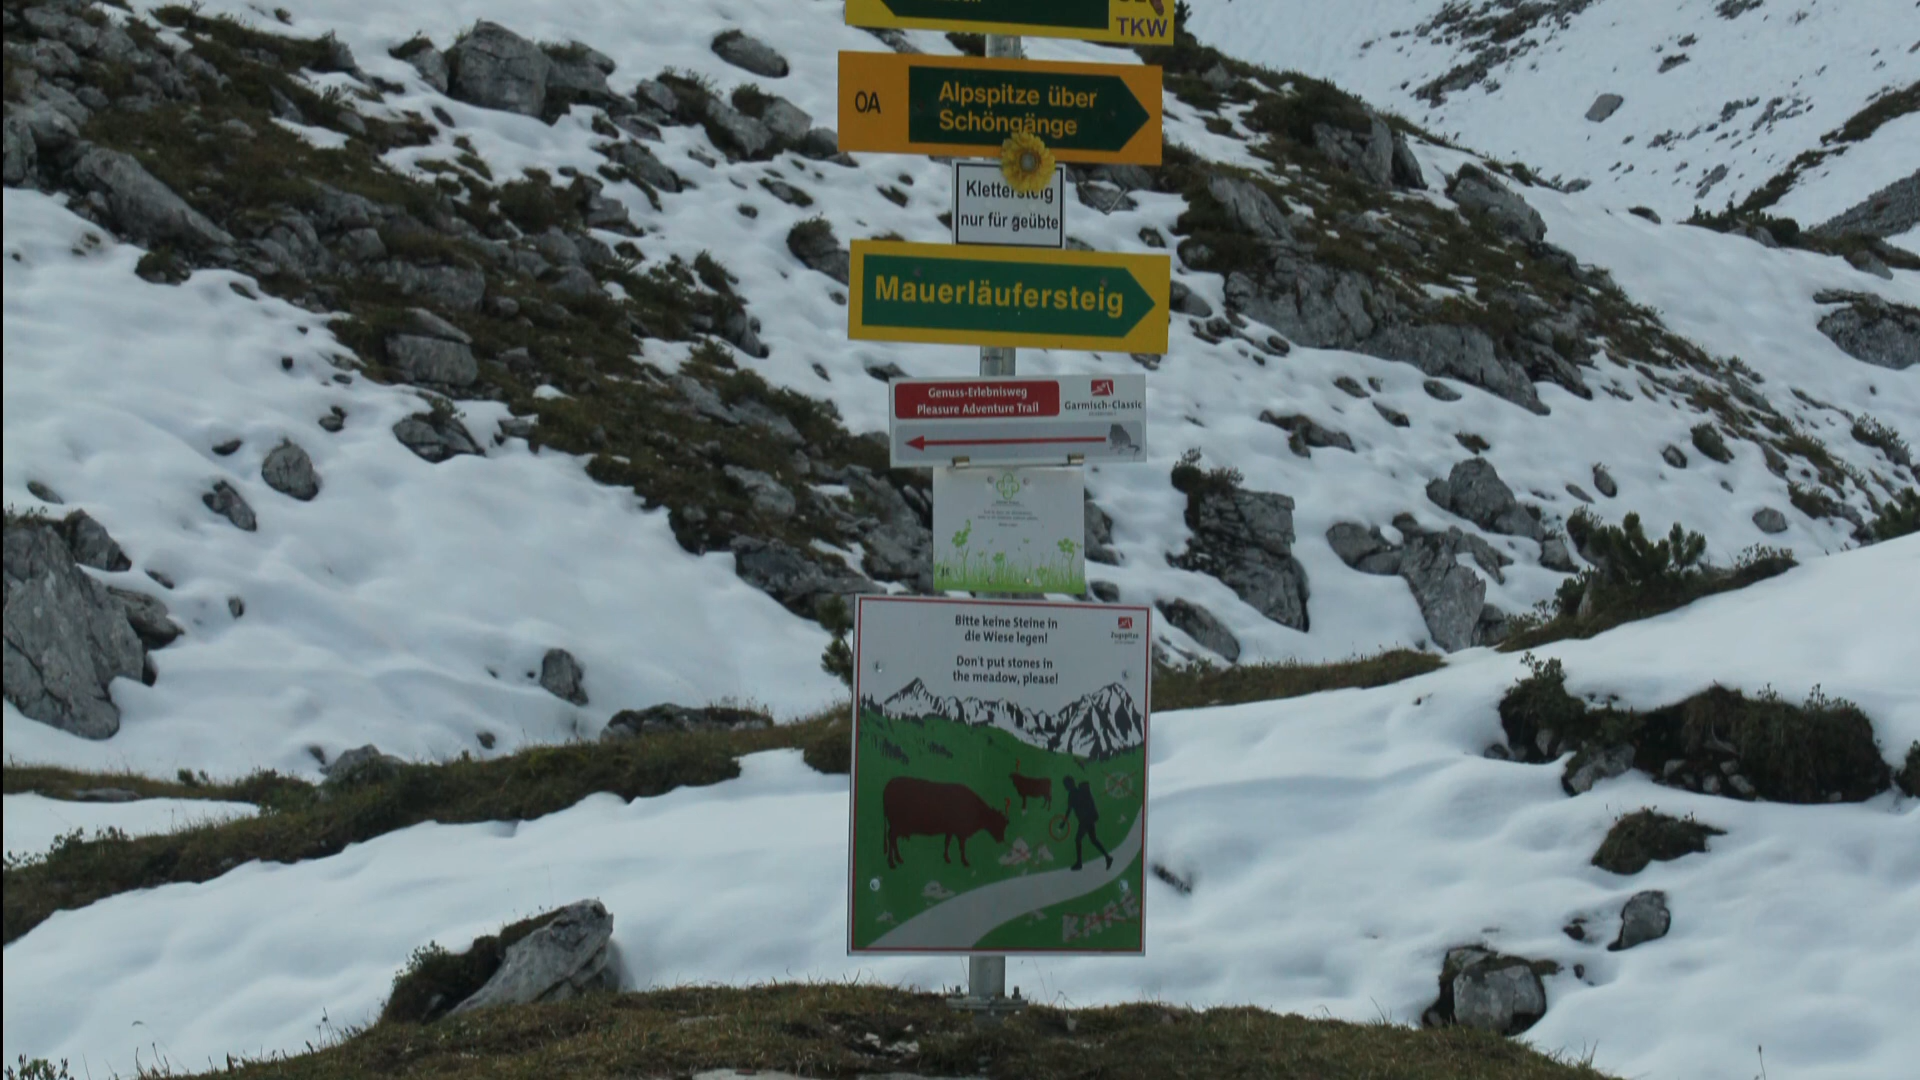 TKW
OA
Alpspitze über
Schöngänge
Klettersteig
nur für geübte
Mauerläufersteig
Genuss-Erlebnisweg
Pleasure Adventure Trail
Garmisch-Classic
Bitte keine Steine in
die Wiese legen!
Zugspitze
Don't put stones in
the meadow, please!